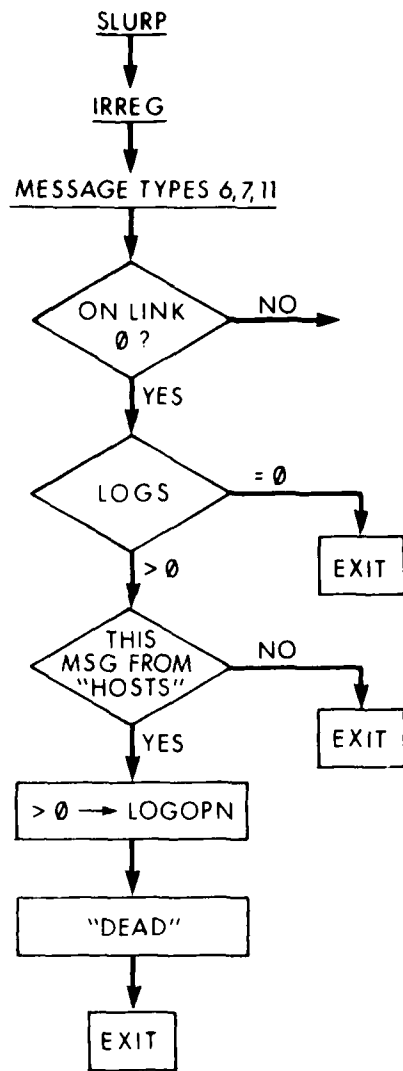 SLURP
IRREG
MESSAGE TYPES 6,7,11
ON LINK
Ø ?
NO
YES
LOGS
= Ø
EXIT
> Ø
THIS
MSG FROM
"HOSTS"
NO
EXIT
YES
> Ø → LOGOPN
"DEAD"
EXIT